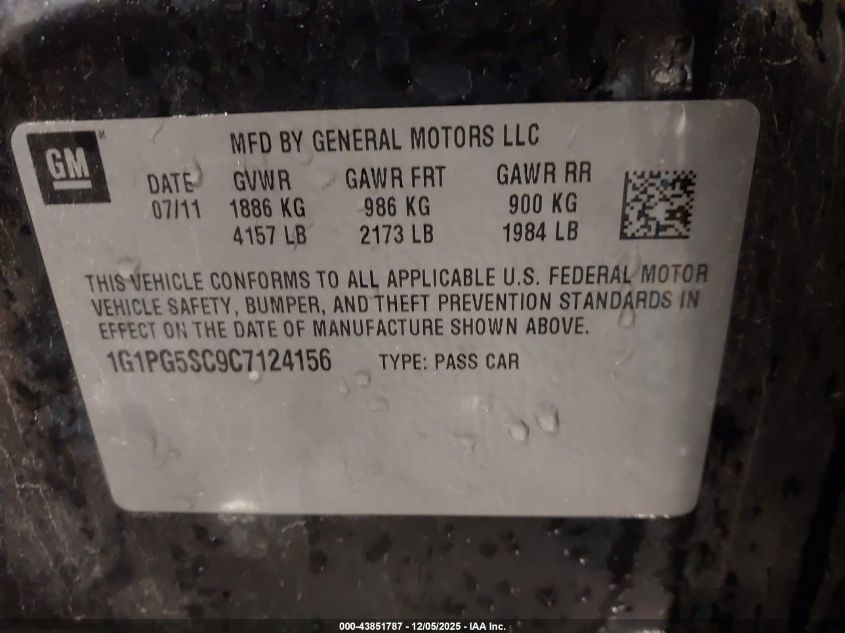 GM
MFD BY GENERAL MOTORS LLC
DATE GVWR GAWR FRT GAWR RR
07/11 1886 KG 986 KG 900 KG
4157 LB 2173 LB 1984 LB
THIS VEHICLE CONFORMS TO ALL APPLICABLE U.S. FEDERAL MOTOR
VEHICLE SAFETY, BUMPER, AND THEFT PREVENTION STANDARDS IN
EFFECT ON THE DATE OF MANUFACTURE SHOWN ABOVE.
1G1PG5SC9C7124156 TYPE: PASS CAR
000-43851787 - 12/05/2025 - IAA Inc.